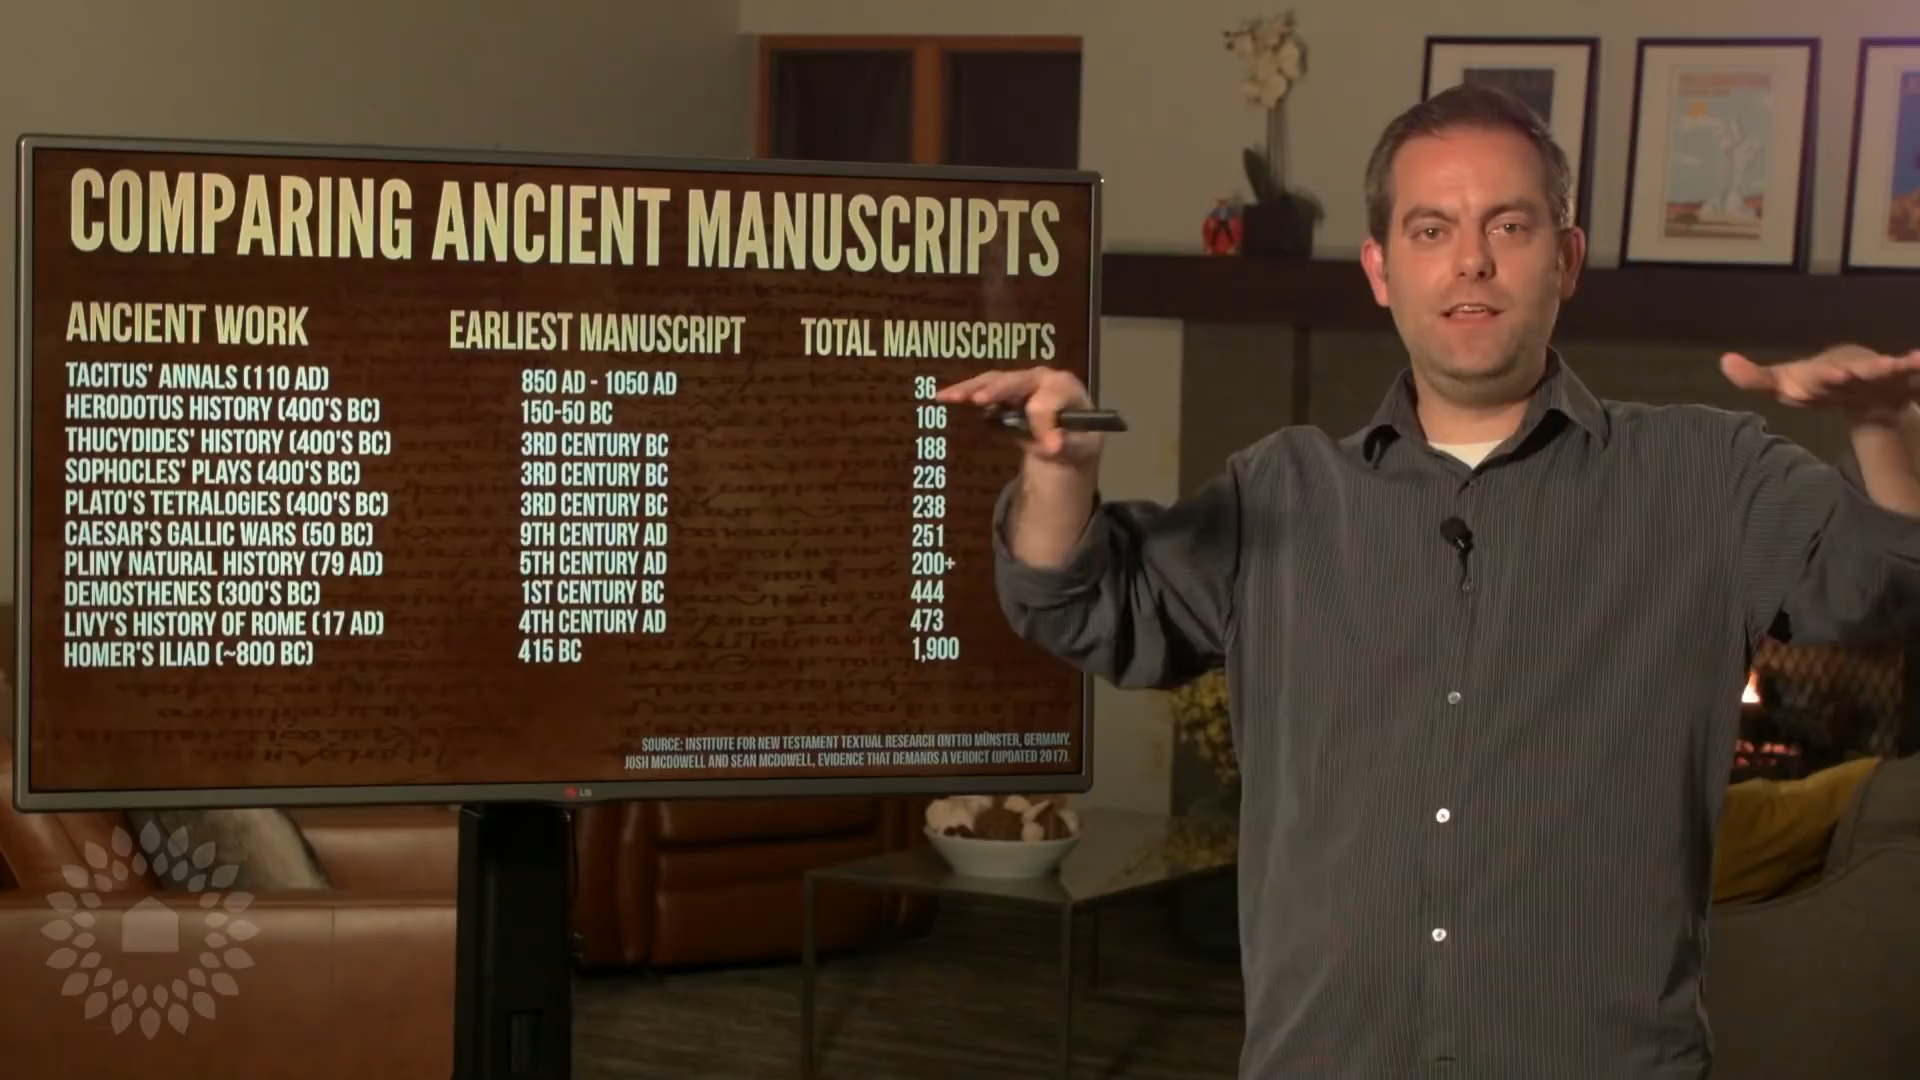 COMPARING ANCIENT MANUSCRIPTS
ANCIENT WORK EARLIEST MANUSCRIPT TOTAL MANUSCRIPTS
TACITUS' ANNALS (110 AD) 850 AD - 1050 AD 36
HERODOTUS HISTORY (400'S BC) 150-50 BC 106
THUCYDIDES' HISTORY (400'S BC) 3RD CENTURY BC 188
SOPHOCLES' PLAYS (400'S BC) 3RD CENTURY BC 226
PLATO'S TETRALOGIES (400'S BC) 3RD CENTURY BC 238
CAESAR'S GALLIC WARS (50 BC) 9TH CENTURY AD 251
PLINY NATURAL HISTORY (79 AD) 5TH CENTURY AD 200+
DEMOSTHENES (300'S BC) 1ST CENTURY BC 444
LIVY'S HISTORY OF ROME (17 AD) 4TH CENTURY AD 473
HOMER'S ILIAD (~800 BC) 415 BC 1,900
SOURCE: INSTITUTE FOR NEW TESTAMENT TEXTUAL RESEARCH (INTTR) MÜNSTER, GERMANY.
JOSH MCDOWELL AND SEAN MCDOWELL, EVIDENCE THAT DEMANDS A VERDICT (UPDATED 2017).
LG